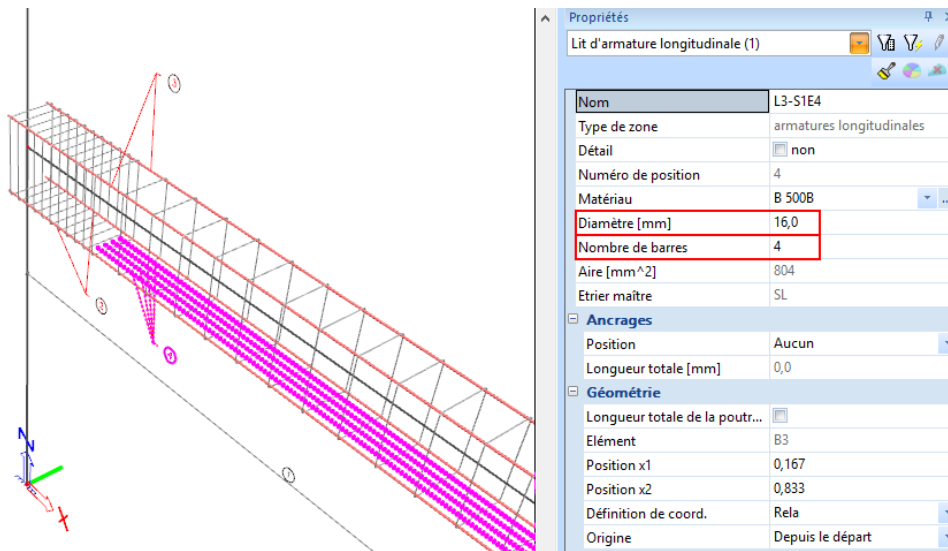 Propriétés
Lit d'armature longitudinale (1)
Nom L3-S1E4
Type de zone armatures longitudinales
Détail non
Numéro de position 4
Matériau B 500B ...
Diamètre [mm] 16,0
Nombre de barres 4
Aire [mm^2] 804
Etrier maître SL
Ancrages
Position Aucun
Longueur totale [mm] 0,0
Géométrie
Longueur totale de la poutr...
Elément B3
Position x1 0,167
Position x2 0,833
Définition de coord. Rela
Origine Depuis le départ
4
1